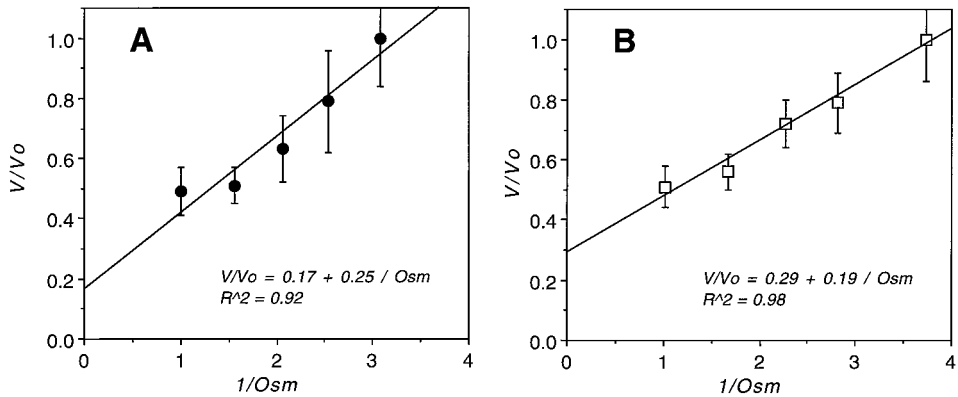 A
V/Vo
1.0
0.8
0.6
0.4
0.2
0.0
V/Vo = 0.17 + 0.25 / Osm
R^2 = 0.92
0 1 2 3 4
1/Osm
B
V/Vo
1.0
0.8
0.6
0.4
0.2
0.0
V/Vo = 0.29 + 0.19 / Osm
R^2 = 0.98
0 1 2 3 4
1/Osm